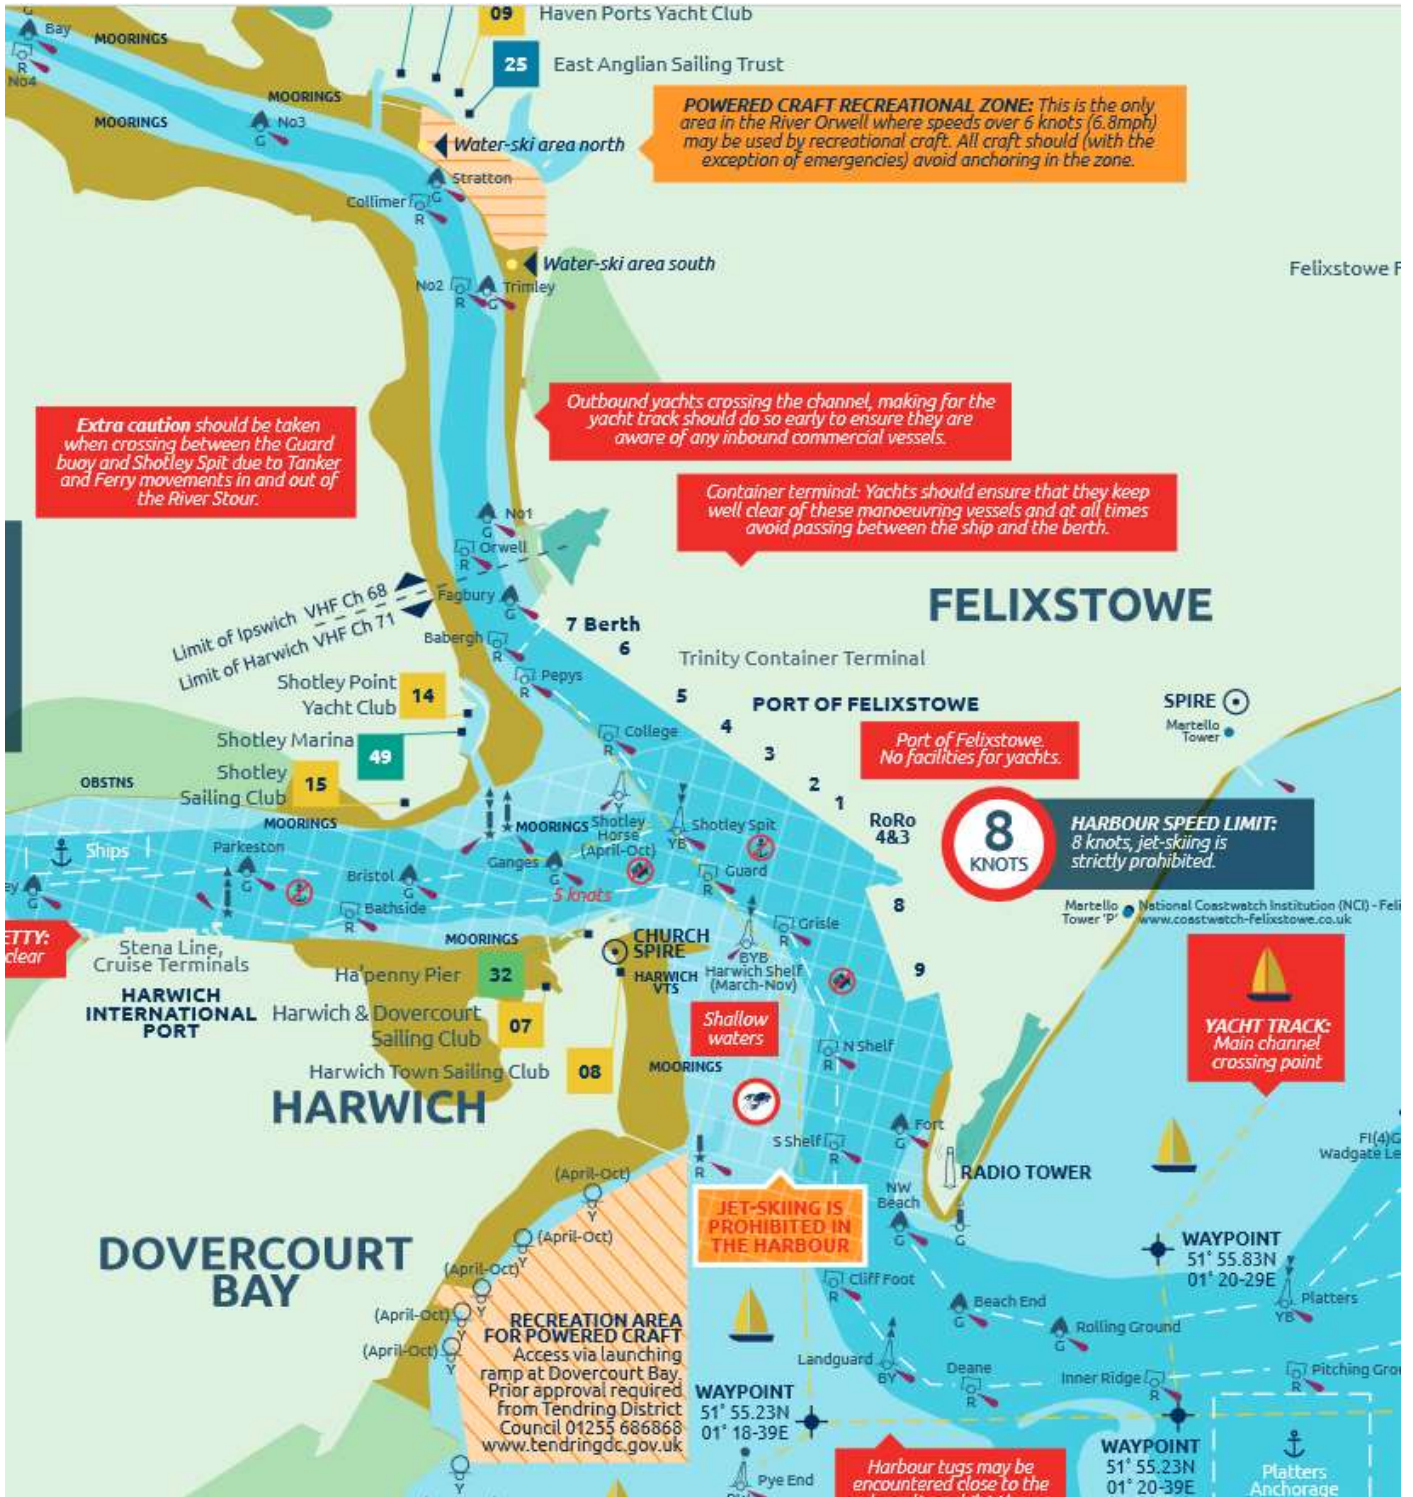 09
Haven Ports Yacht Club
25
East Anglian Sailing Trust
Bay
MOORINGS
R
No4
MOORINGS
MOORINGS
No3
G
POWERED CRAFT RECREATIONAL ZONE: This is the only
area in the River Orwell where speeds over 6 knots (6.8mph)
may be used by recreational craft. All craft should (with the
exception of emergencies) avoid anchoring in the zone.
Water-ski area north
Stratton
G
Collimer
R
Water-ski area south
Felixstowe F
No2
R
Trimley
G
Outbound yachts crossing the channel, making for the
yacht track should do so early to ensure they are
aware of any inbound commercial vessels.
Extra caution should be taken
when crossing between the Guard
buoy and Shotley Spit due to Tanker
and Ferry movements in and out of
the River Stour.
Container terminal: Yachts should ensure that they keep
well clear of these manoeuvring vessels and at all times
avoid passing between the ship and the berth.
No1
G
Orwell
R
Limit of Ipswich VHF Ch 68
Limit of Harwich VHF Ch 71
Fagbury
G
FELIXSTOWE
7 Berth
6
Babergh
R
Trinity Container Terminal
Pepys
R
Shotley Point
Yacht Club
14
5
PORT OF FELIXSTOWE
4
3
2
1
SPIRE
Martello
Tower
Shotley Marina
49
College
R
Port of Felixstowe.
No facilities for yachts.
Shotley
Sailing Club
15
OBSTNS
MOORINGS
RoRo
4&3
8
KNOTS
HARBOUR SPEED LIMIT:
8 knots, jet-skiing is
strictly prohibited.
Y
MOORINGS
Shotley
Horse
(April-Oct)
Shotley Spit
YB
Ships
Parkeston
G
Ganges
G
5 knots
Guard
R
Bristol
G
Bathside
R
ey
G
8
Martello
Tower 'P'
National Coastwatch Institution (NCI) - Feli
www.coastwatch-felixstowe.co.uk
Grisle
R
ETTY:
clear
Stena Line,
Cruise Terminals
MOORINGS
CHURCH
SPIRE
BYB
Harwich Shelf
(March-Nov)
9
Ha'penny Pier
32
HARWICH
VTS
HARWICH
INTERNATIONAL
PORT
Harwich & Dovercourt
Sailing Club
07
Shallow
waters
YACHT TRACK:
Main channel
crossing point
N Shelf
R
Harwich Town Sailing Club
08
MOORINGS
HARWICH
Fort
G
S Shelf
R
R
Fl(4)G
Wadgate Le
RADIO TOWER
(April-Oct)
Y
NW
Beach
G
G
JET-SKIING IS
PROHIBITED IN
THE HARBOUR
DOVERCOURT
BAY
(April-Oct)
Y
(April-Oct)
Y
(April-Oct)
Y
(April-Oct)
Y
WAYPOINT
51° 55.83N
01° 20-29E
Cliff Foot
R
Beach End
G
Platters
YB
Rolling Ground
G
RECREATION AREA
FOR POWERED CRAFT
Access via launching
ramp at Dovercourt Bay.
Prior approval required
from Tendring District
Council 01255 686868
www.tendringdc.gov.uk
Landguard
BY
Deane
R
Inner Ridge
R
Pitching Grou
R
WAYPOINT
51° 55.23N
01° 18-39E
WAYPOINT
51° 55.23N
01° 20-39E
Y
Pye End
Harbour tugs may be
encountered close to the
Platters
Anchorage